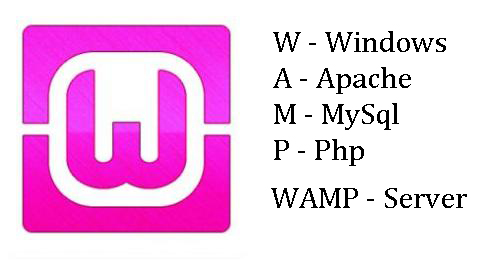 W
W - Windows
A - Apache
M - MySql
P - Php
WAMP - Server